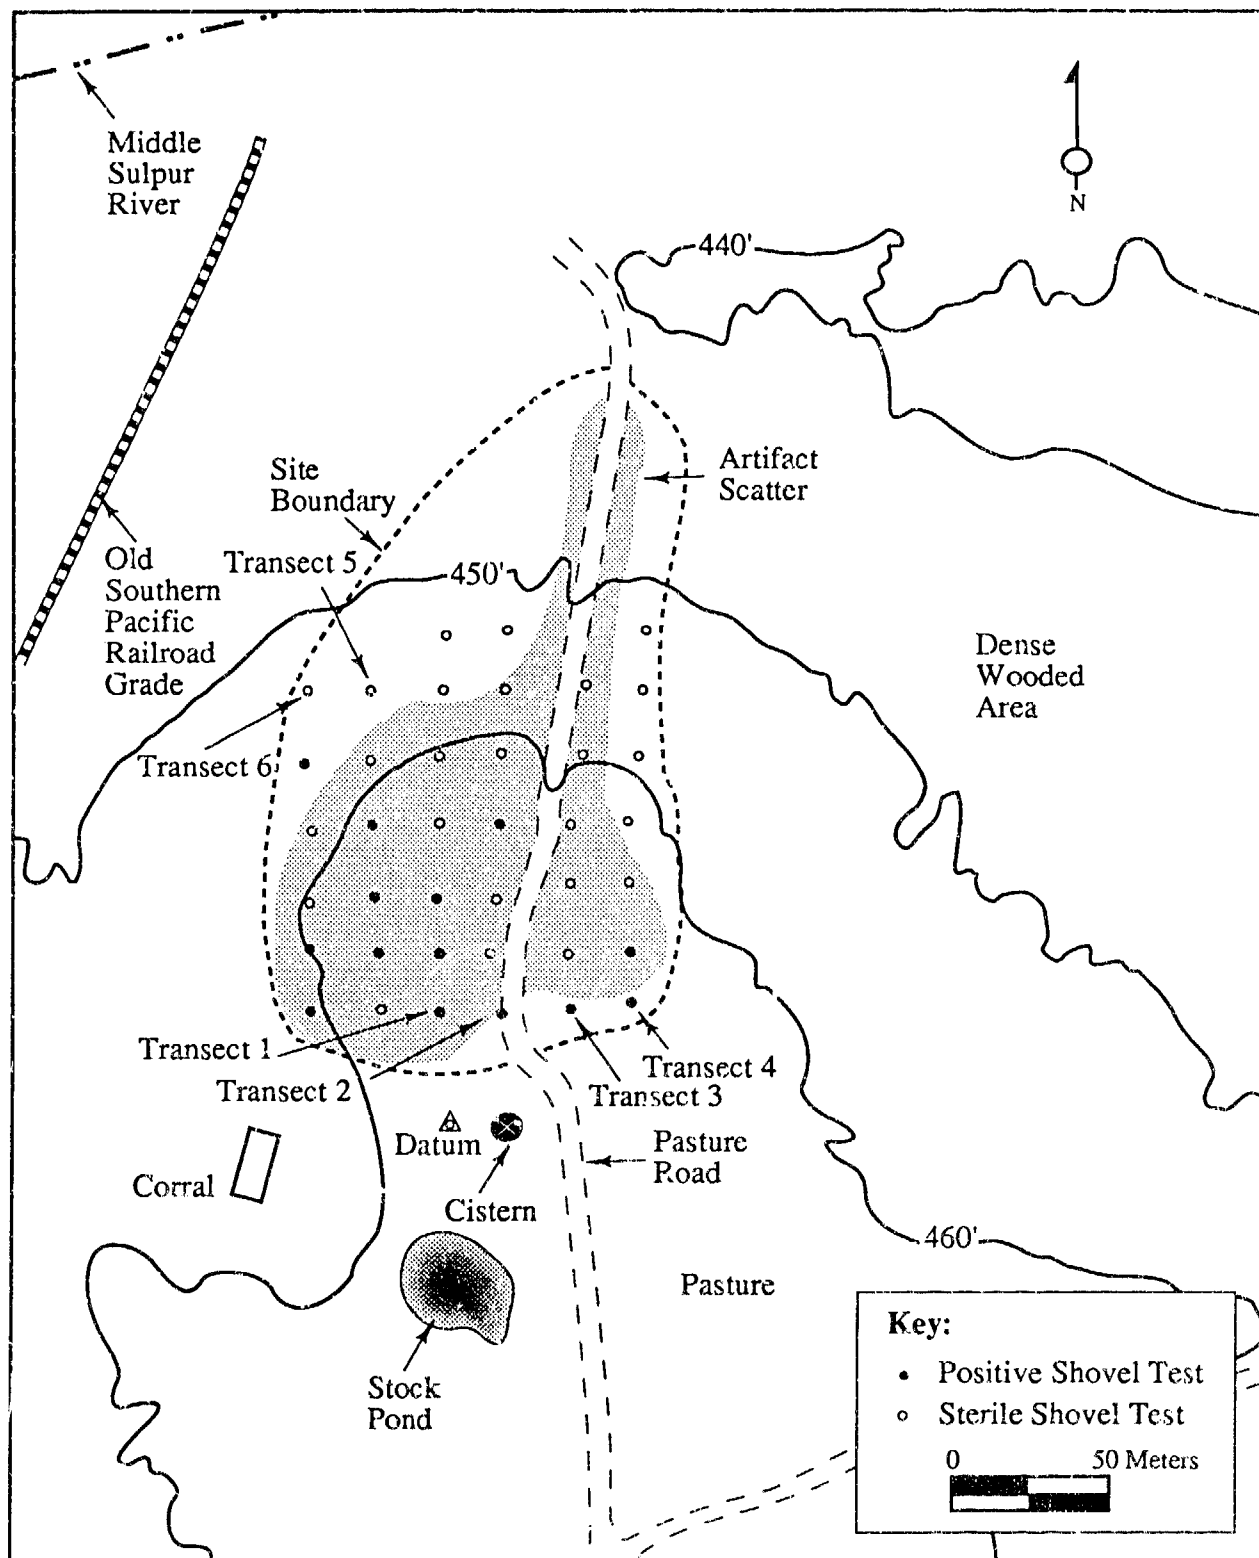 Middle
Sulpur
River
N
440'
Artifact
Scatter
Site
Boundary
Old
Southern
Pacific
Railroad
Grade
Transect 5
450'
Dense
Wooded
Area
Transect 6
Transect 1
Transect 2
Transect 4
Transect 3
Datum
Cistern
Pasture
Road
Corral
460'
Pasture
Stock
Pond
Key:
Positive Shovel Test
Sterile Shovel Test
0 50 Meters